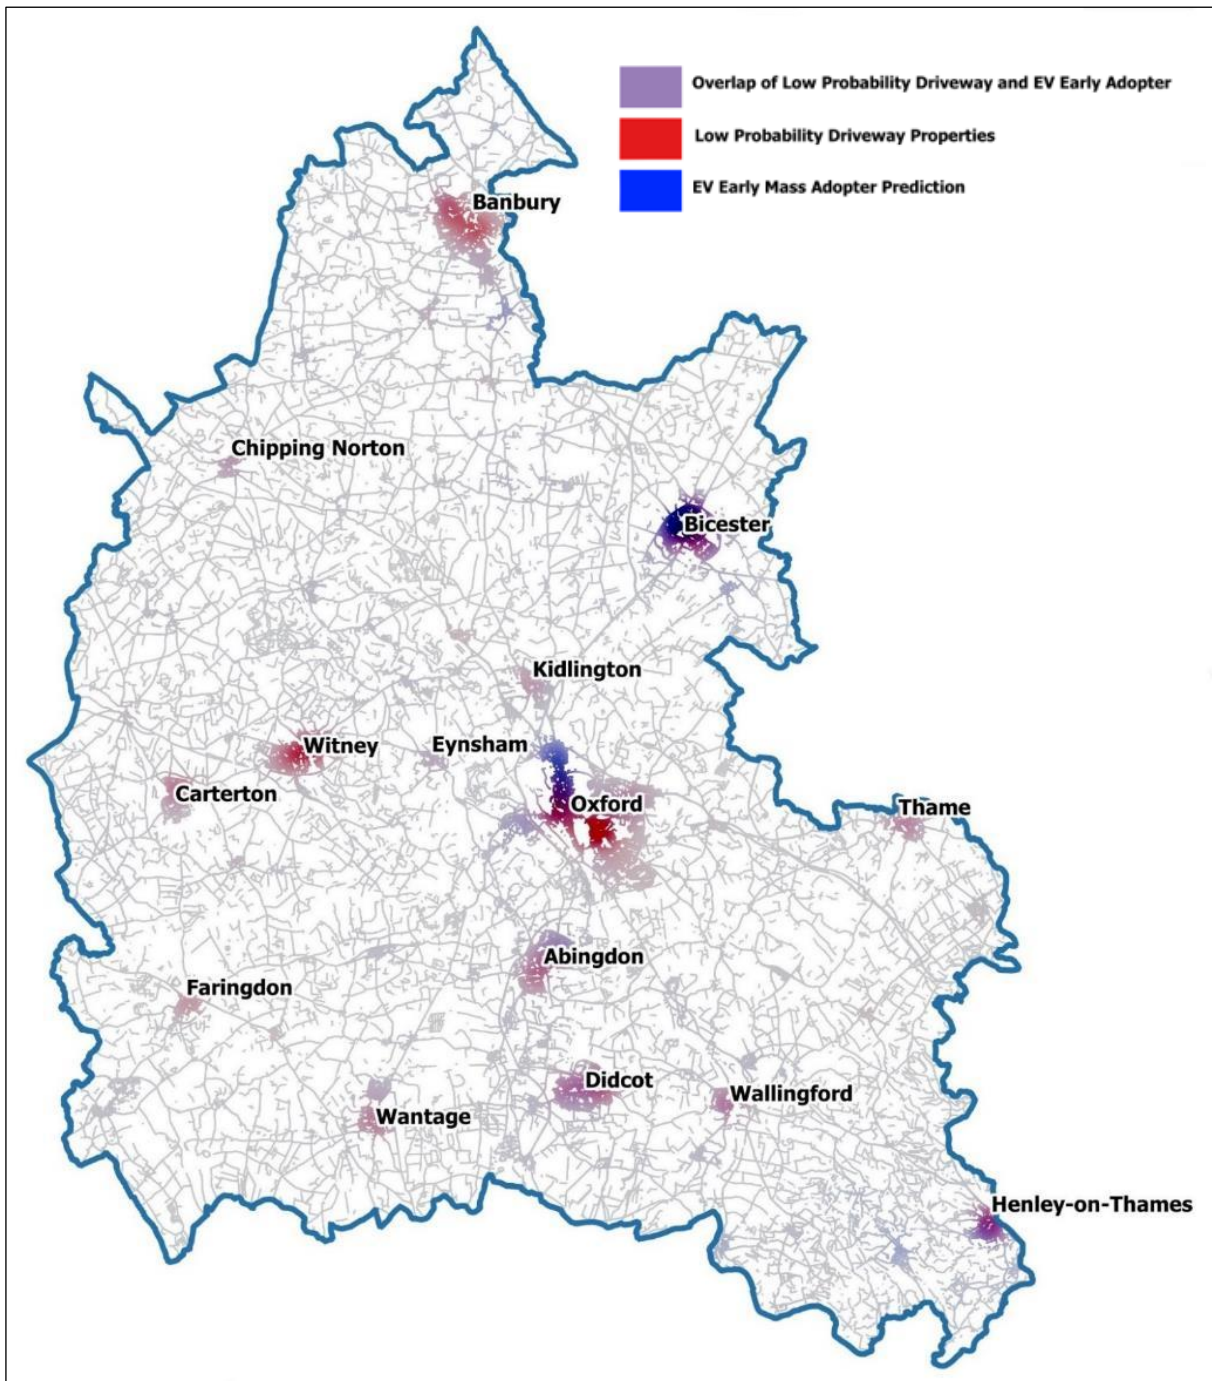 Overlap of Low Probability Driveway and EV Early Adopter
Low Probability Driveway Properties
EV Early Mass Adopter Prediction
Banbury
Chipping Norton
Bicester
Kidlington
Witney
Eynsham
Carterton
Oxford
Thame
Abingdon
Faringdon
Didcot
Wallingford
Wantage
Henley-on-Thames